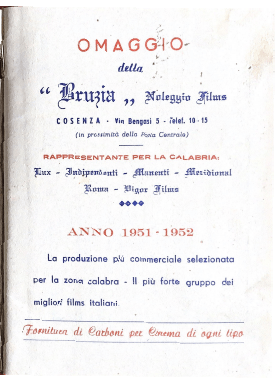 OMAGGIO
della
“ Bruzia „ Noleggio Films
COSENZA - Via Bengasi 5 - Telef. 10-15
(in prossimità della Posta Centrale)
RAPPRESENTANTE PER LA CALABRIA:
Lux - Indipendenti - Manenti - Meridional
Roma - Vigor Films
ANNO 1951-1952
La produzione più commerciale selezionata
per la zona calabra - Il più forte gruppo dei
migliori films italiani.
Fornitura di Carboni per Cinema di ogni tipo